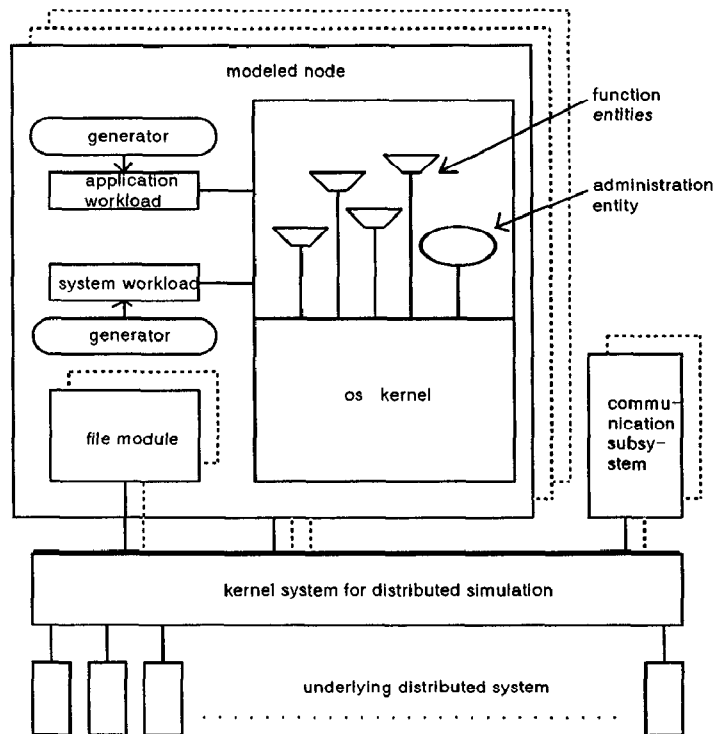 modeled node
function
entities
generator
application
workload
administration
entity
system workload
generator
os kernel
file module
commu-
nication
subsy-
stem
kernel system for distributed simulation
underlying distributed system